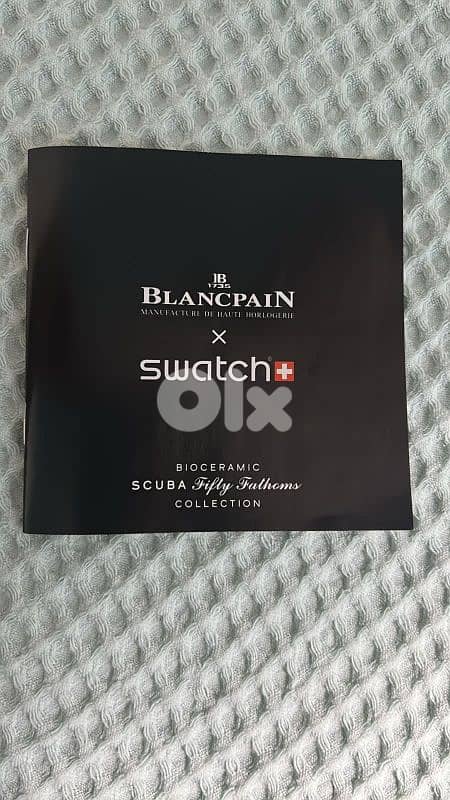 JB
1735
BLANCPAIN
MANUFACTURE DE HAUTE HORLOGERIE
×
swatch
olx
BIOCERAMIC
SCUBA Fifty Fathoms
COLLECTION